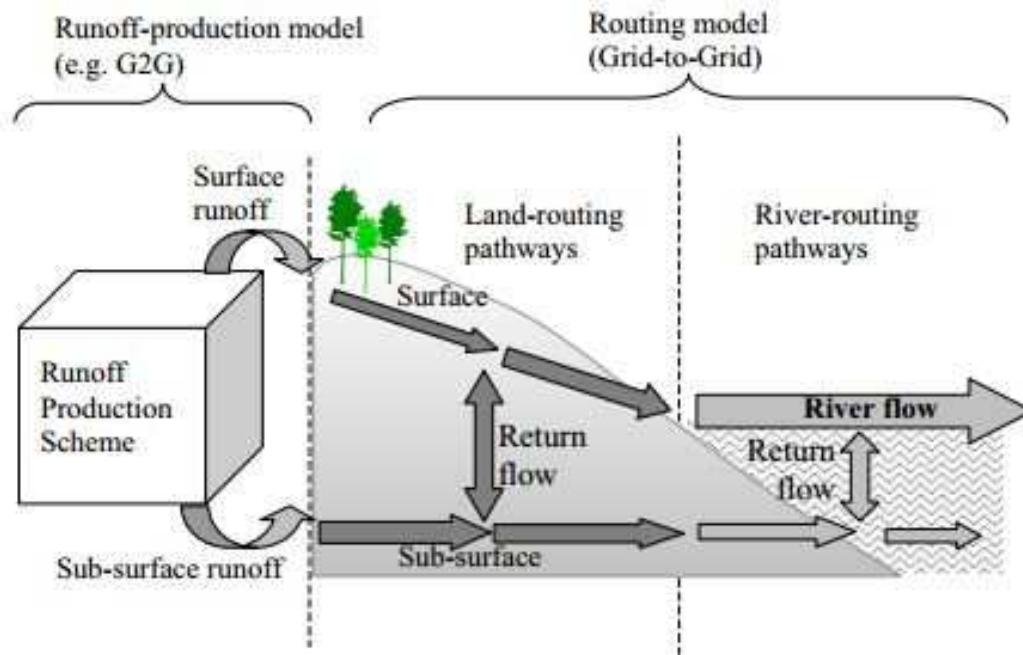 Runoff-production model
(e.g. G2G)
Routing model
(Grid-to-Grid)
Surface
runoff
Land-routing
pathways
River-routing
pathways
Surface
Runoff
Production
Scheme
River flow
Return
flow
Return
flow
Sub-surface
Sub-surface runoff